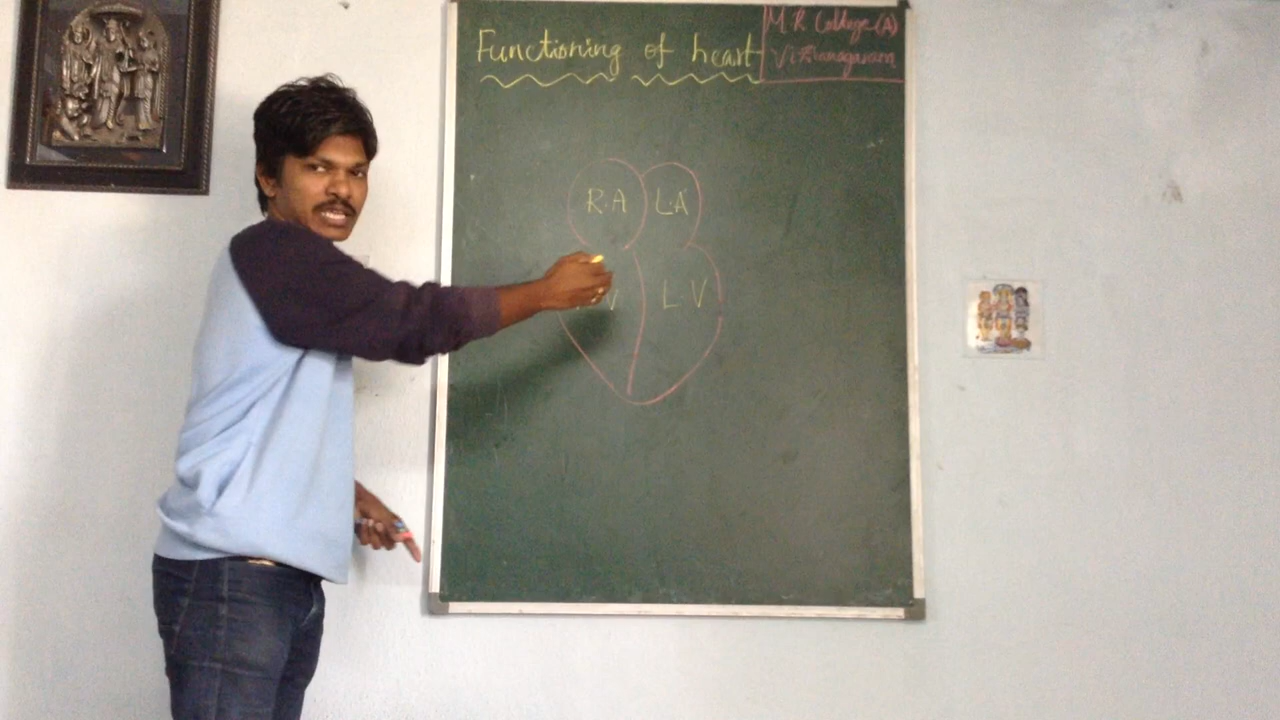 Functioning of heart
M R College (A)
Vizianagaram
R.A L.A
V L.V